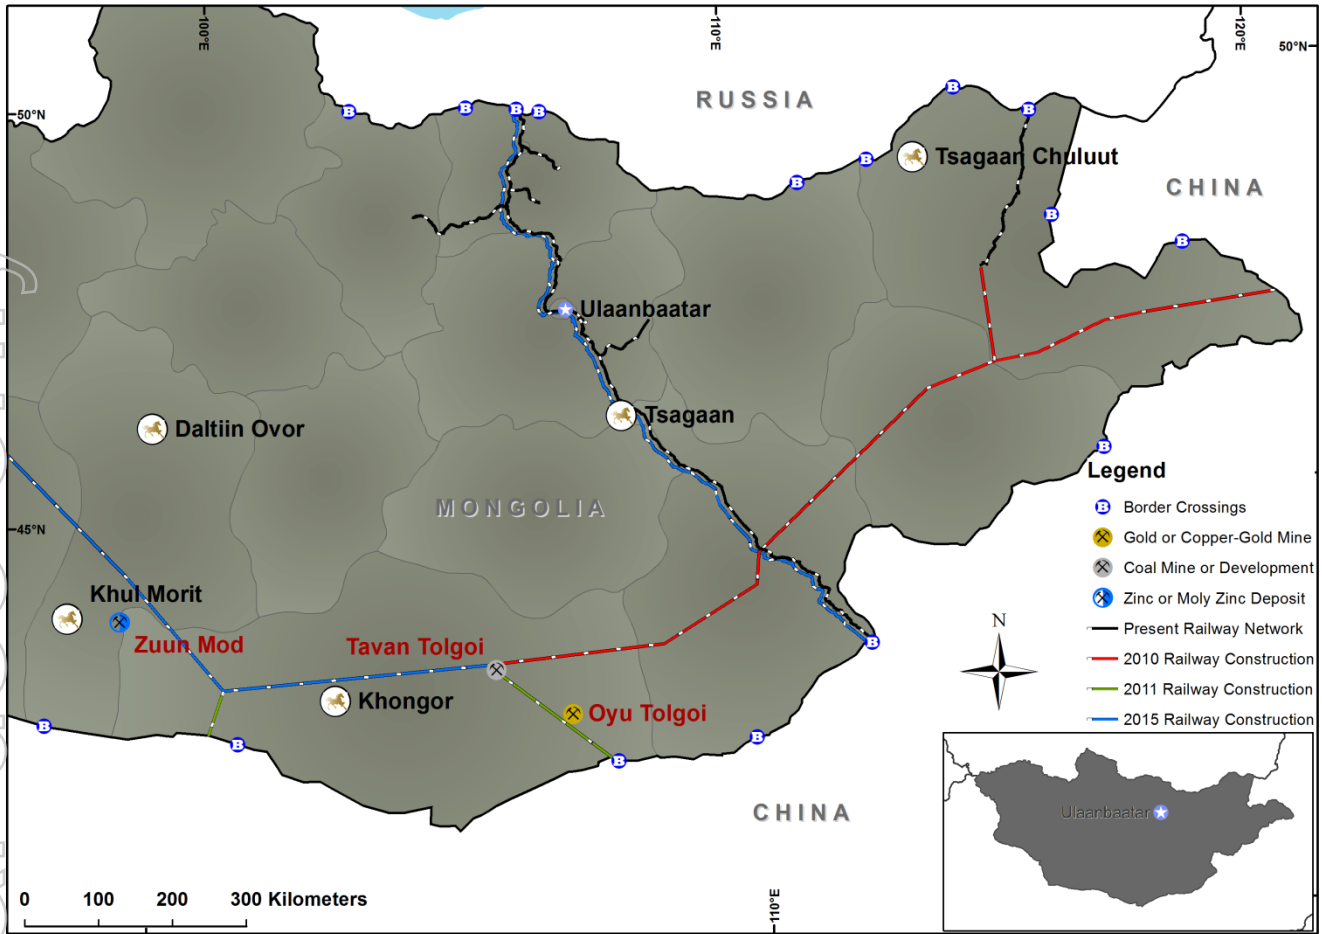 100°E
110°E
120°E
50°N
50°N
RUSSIA
Tsagaan Chuluut
CHINA
Ulaanbaatar
Tsagaan
Daltiin Ovor
MONGOLIA
45°N
Legend
B Border Crossings
Gold or Copper-Gold Mine
Coal Mine or Development
Zinc or Moly Zinc Deposit
Present Railway Network
2010 Railway Construction
2011 Railway Construction
2015 Railway Construction
N
Khul Morit
Zuun Mod
Tavan Tolgoi
Khongor
Oyu Tolgoi
CHINA
Ulaanbaatar
0 100 200 300 Kilometers
110°E